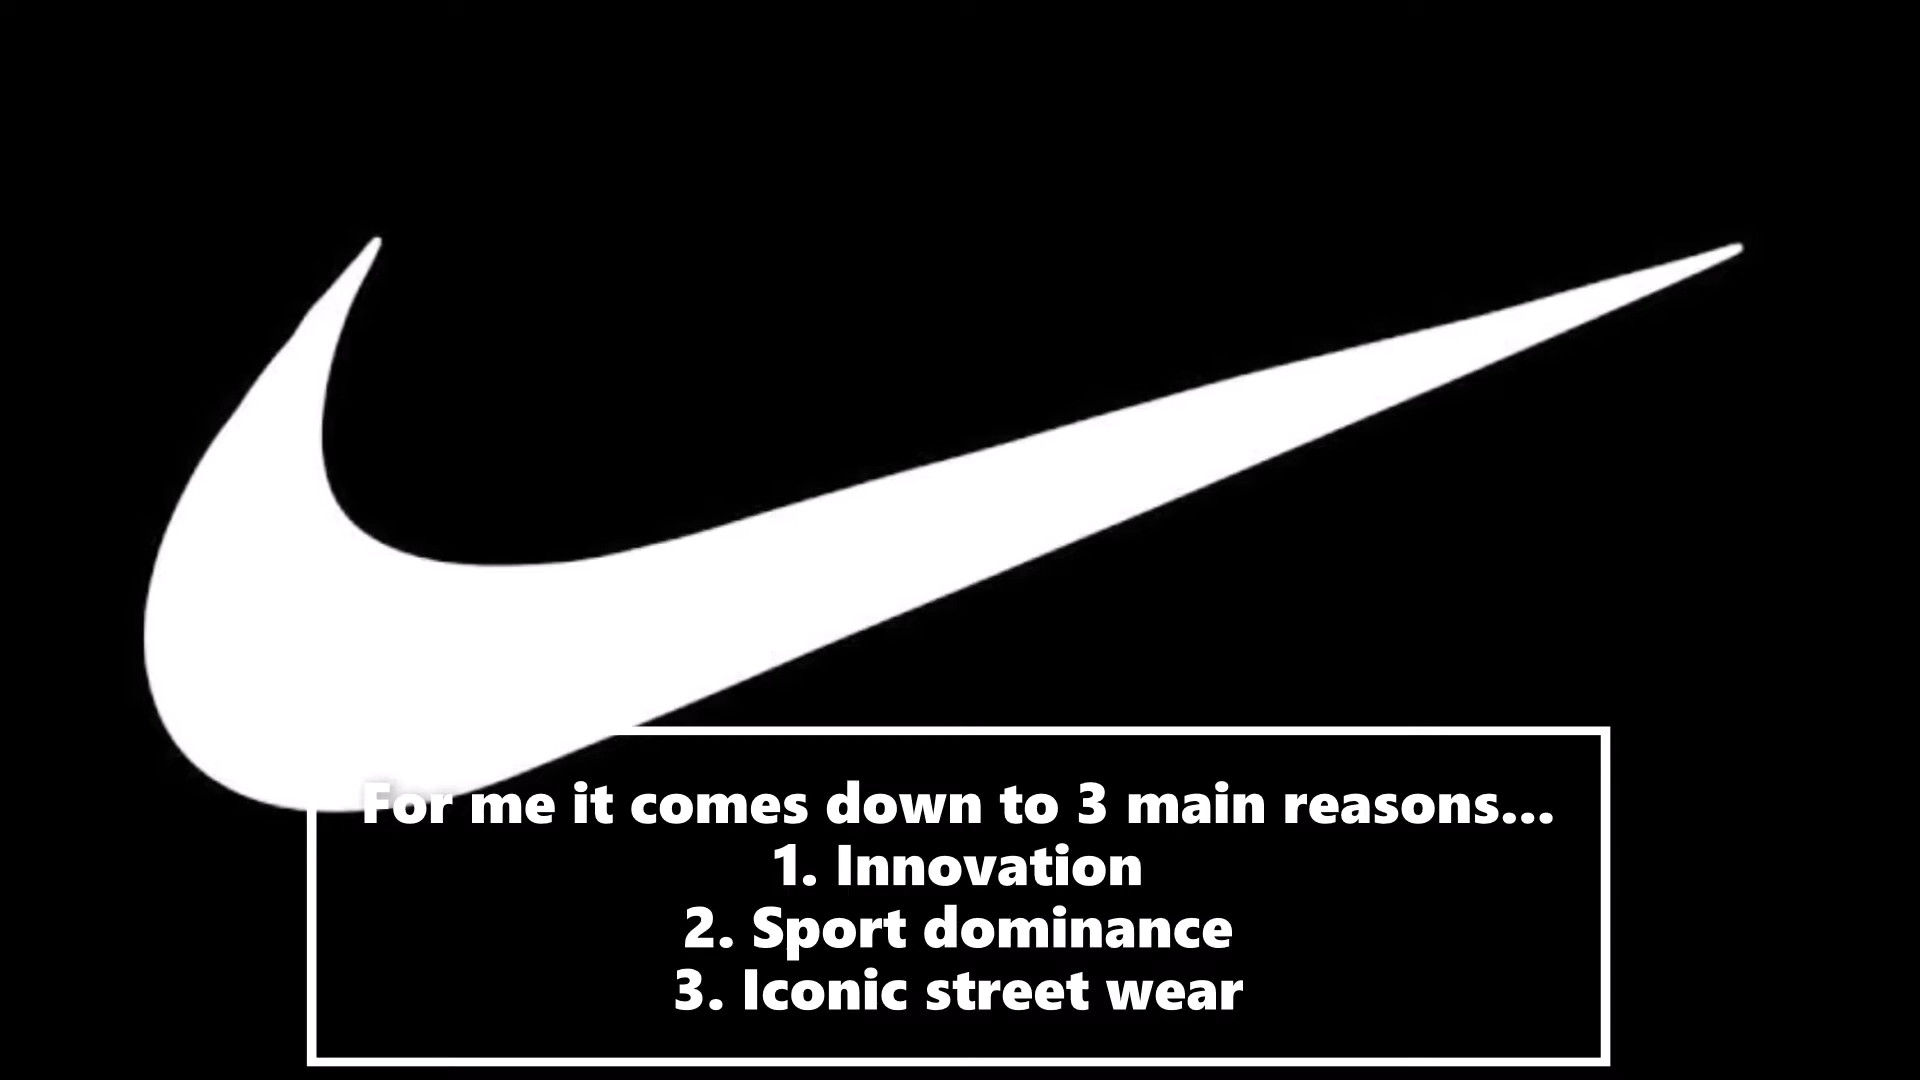 For me it comes down to 3 main reasons...
1. Innovation
2. Sport dominance
3. Iconic street wear